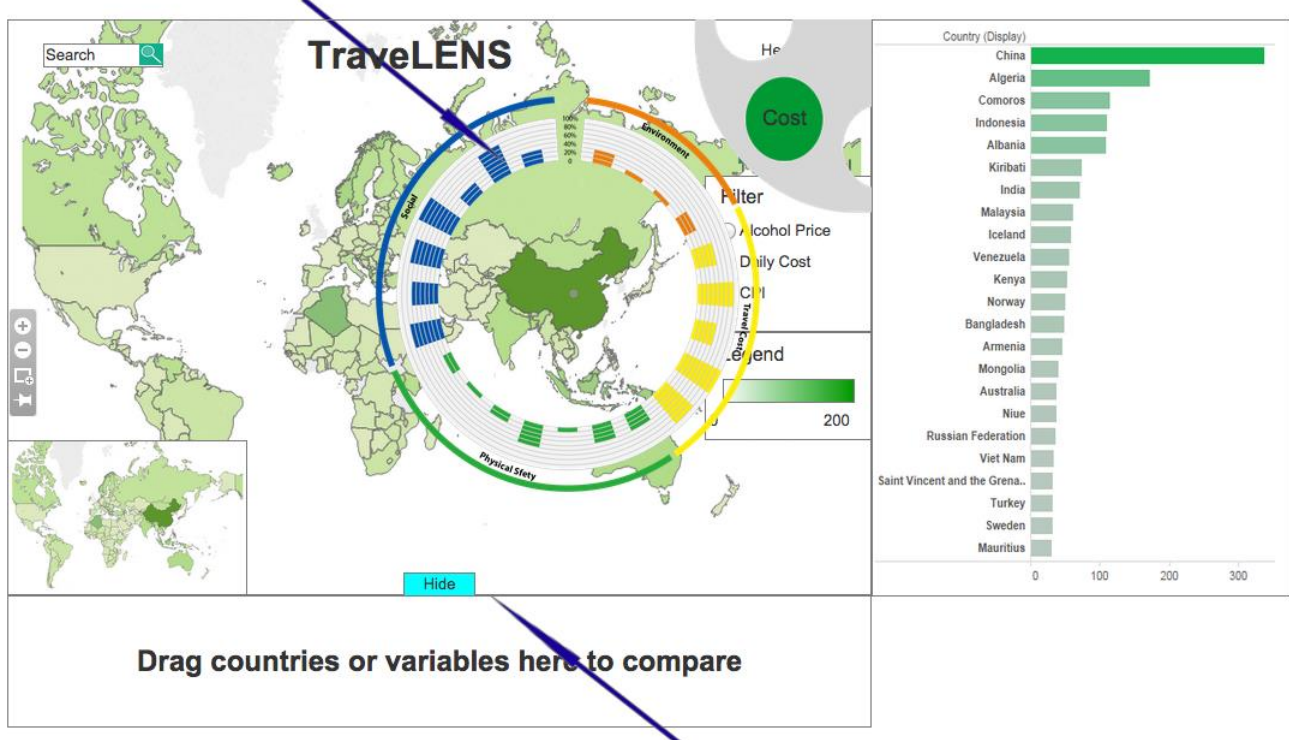 Search
TraveLENS
He
Cost
100%
80%
60%
40%
20%
0
Environment
Social
Travel Cost
Physical Sfety
Filter
Alcohol Price
Daily Cost
CPI
Legend
0 200
Hide
Drag countries or variables here to compare
Country (Display)
China
Algeria
Comoros
Indonesia
Albania
Kiribati
India
Malaysia
Iceland
Venezuela
Kenya
Norway
Bangladesh
Armenia
Mongolia
Australia
Niue
Russian Federation
Viet Nam
Saint Vincent and the Grena..
Turkey
Sweden
Mauritius
0 100 200 300